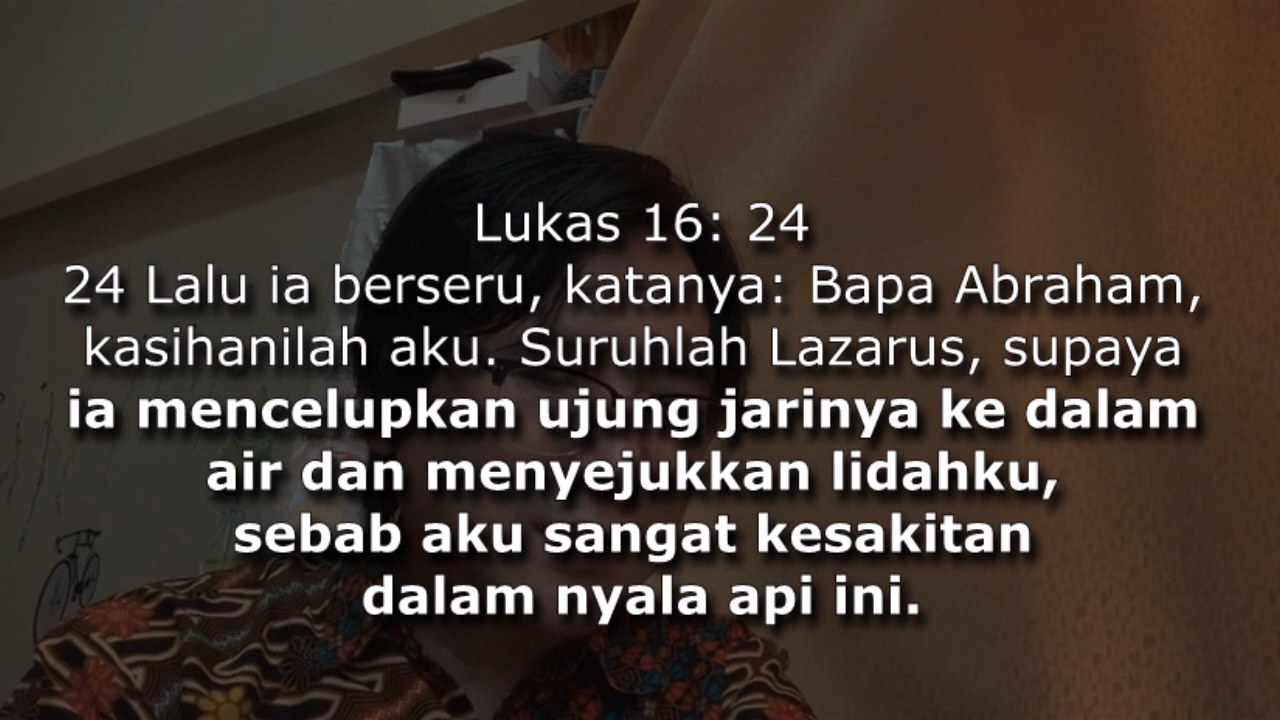 Lukas 16: 24
24 Lalu ia berseru, katanya: Bapa Abraham,
kasihanilah aku. Suruhlah Lazarus, supaya
ia mencelupkan ujung jarinya ke dalam
air dan menyejukkan lidahku,
sebab aku sangat kesakitan
dalam nyala api ini.